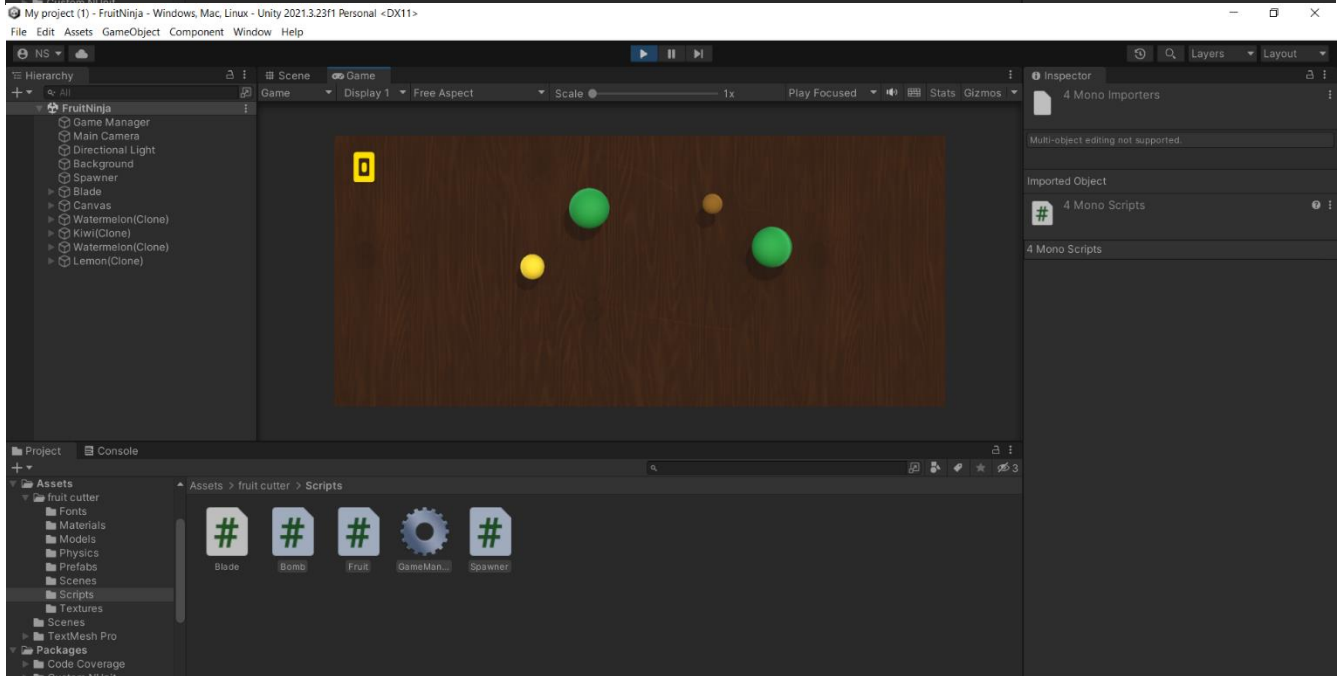 My project (1) - FruitNinja - Windows, Mac, Linux - Unity 2021.3.23f1 Personal <DX11>
File Edit Assets GameObject Component Window Help
NS Layers Layout
Hierarchy Scene Game Inspector
All Game Display 1 Free Aspect Scale 1x Play Focused Stats Gizmos
4 Mono Importers
FruitNinja
Game Manager
Main Camera
Directional Light
Background
Spawner
Blade
Canvas
Watermelon(Clone)
Kiwi(Clone)
Watermelon(Clone)
Lemon(Clone)
0
Multi-object editing not supported.
Imported Object
4 Mono Scripts
#
4 Mono Scripts
Project Console
3
Assets
fruit cutter
Fonts
Materials
Models
Physics
Prefabs
Scenes
Scripts
Textures
Scenes
TextMesh Pro
Packages
Code Coverage
Assets > fruit cutter > Scripts
# # # #
Blade Bomb Fruit GameMan... Spawner